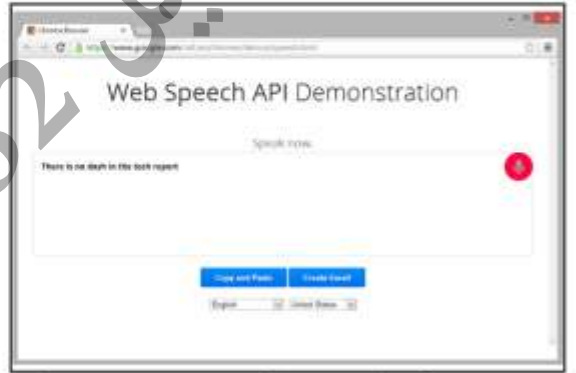 Web Speech API Demonstration
Speak now.
There is no dash in the tech report
Copy and Paste Create Email
English United States